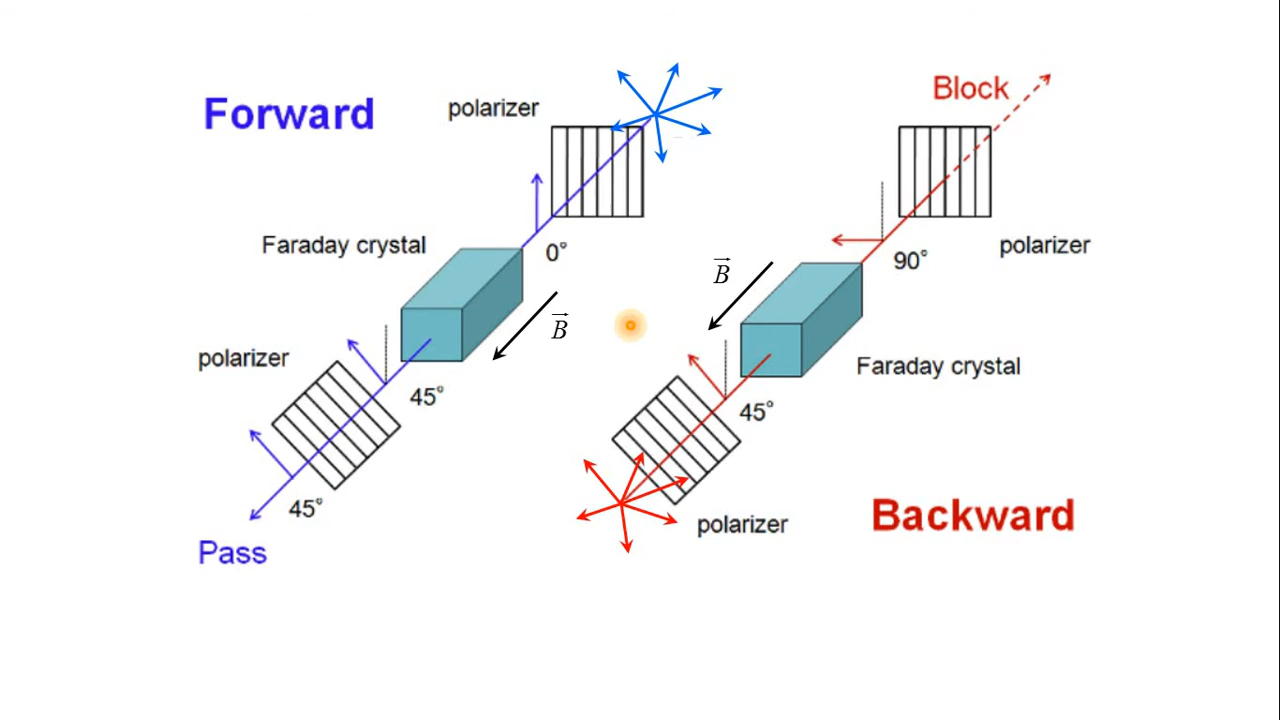 Forward
polarizer
Faraday crystal
0°
B⃗
polarizer
45°
45°
Pass
Block
polarizer
90°
B⃗
Faraday crystal
45°
polarizer
Backward